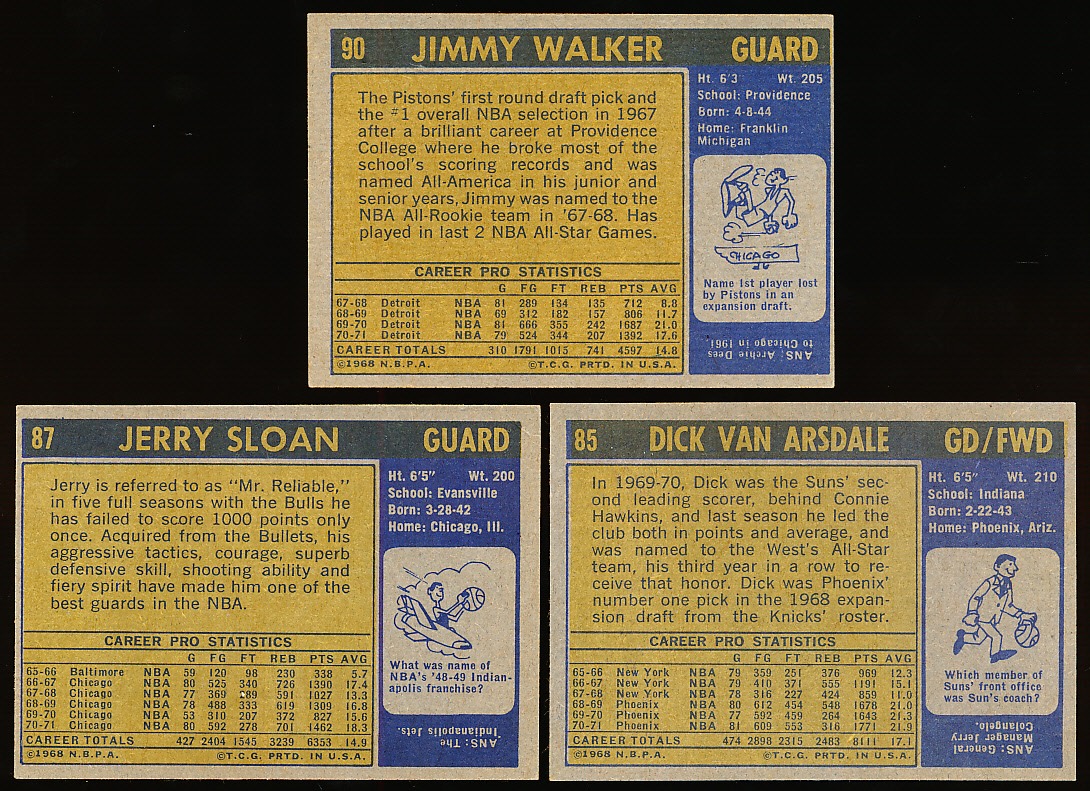 90 JIMMY WALKER GUARD
The Pistons' first round draft pick and
the #1 overall NBA selection in 1967
after a brilliant career at Providence
College where he broke most of the
school's scoring records and was
named All-America in his junior and
senior years, Jimmy was named to the
NBA All-Rookie team in '67-68. Has
played in last 2 NBA All-Star Games.
CAREER PRO STATISTICS
G FG FT REB PTS AVG
67-68 Detroit NBA 81 289 134 135 712 8.8
68-69 Detroit NBA 69 312 182 157 806 11.7
69-70 Detroit NBA 81 666 355 242 1687 21.0
70-71 Detroit NBA 79 524 344 207 1392 17.6
CAREER TOTALS 310 1791 1015 741 4597 14.8
©1968 N.B.P.A. ©T.C.G. PRTD. IN U.S.A.
Ht. 6'3 Wt. 205
School: Providence
Born: 4-8-44
Home: Franklin
Michigan
CHICAGO
Name 1st player lost
by Pistons in an
expansion draft.
ANS: Archie Dees
to Chicago in 1961
87 JERRY SLOAN GUARD
Jerry is referred to as "Mr. Reliable,"
in five full seasons with the Bulls he
has failed to score 1000 points only
once. Acquired from the Bullets, his
aggressive tactics, courage, superb
defensive skill, shooting ability and
fiery spirit have made him one of the
best guards in the NBA.
CAREER PRO STATISTICS
G FG FT REB PTS AVG
65-66 Baltimore NBA 59 120 98 230 338 5.7
66-67 Chicago NBA 80 525 340 726 1390 17.4
67-68 Chicago NBA 77 369 289 591 1027 13.3
68-69 Chicago NBA 78 488 333 619 1309 16.8
69-70 Chicago NBA 53 310 207 372 827 15.6
70-71 Chicago NBA 80 592 278 701 1462 18.3
CAREER TOTALS 427 2404 1545 3239 6353 14.9
©1968 N.B.P.A. ©T.C.G. PRTD. IN U.S.A.
Ht. 6'5" Wt. 200
School: Evansville
Born: 3-28-42
Home: Chicago, Ill.
What was name of
NBA's '48-49 Indian-
apolis franchise?
ANS: The
Indianapolis Jets.
85 DICK VAN ARSDALE GD/FWD
In 1969-70, Dick was the Suns' sec-
ond leading scorer, behind Connie
Hawkins, and last season he led the
club both in points and average, and
was named to the West's All-Star
team, his third year in a row to re-
ceive that honor. Dick was Phoenix'
number one pick in the 1968 expan-
sion draft from the Knicks' roster.
CAREER PRO STATISTICS
G FG FT REB PTS AVG
65-66 New York NBA 79 359 251 376 969 12.3
66-67 New York NBA 79 410 371 555 1191 15.1
67-68 New York NBA 78 316 227 424 859 11.0
68-69 Phoenix NBA 80 612 454 548 1678 21.0
69-70 Phoenix NBA 77 592 459 264 1643 21.3
70-71 Phoenix NBA 81 609 553 316 1771 21.9
CAREER TOTALS 474 2898 2315 2483 8111 17.1
©1968 N.B.P.A. ©T.C.G. PRTD. IN U.S.A.
Ht. 6'5" Wt. 210
School: Indiana
Born: 2-22-43
Home: Phoenix, Ariz.
Which member of
Suns' front office
was Sun's coach?
ANS: General
Manager Jerry
Colangelo.